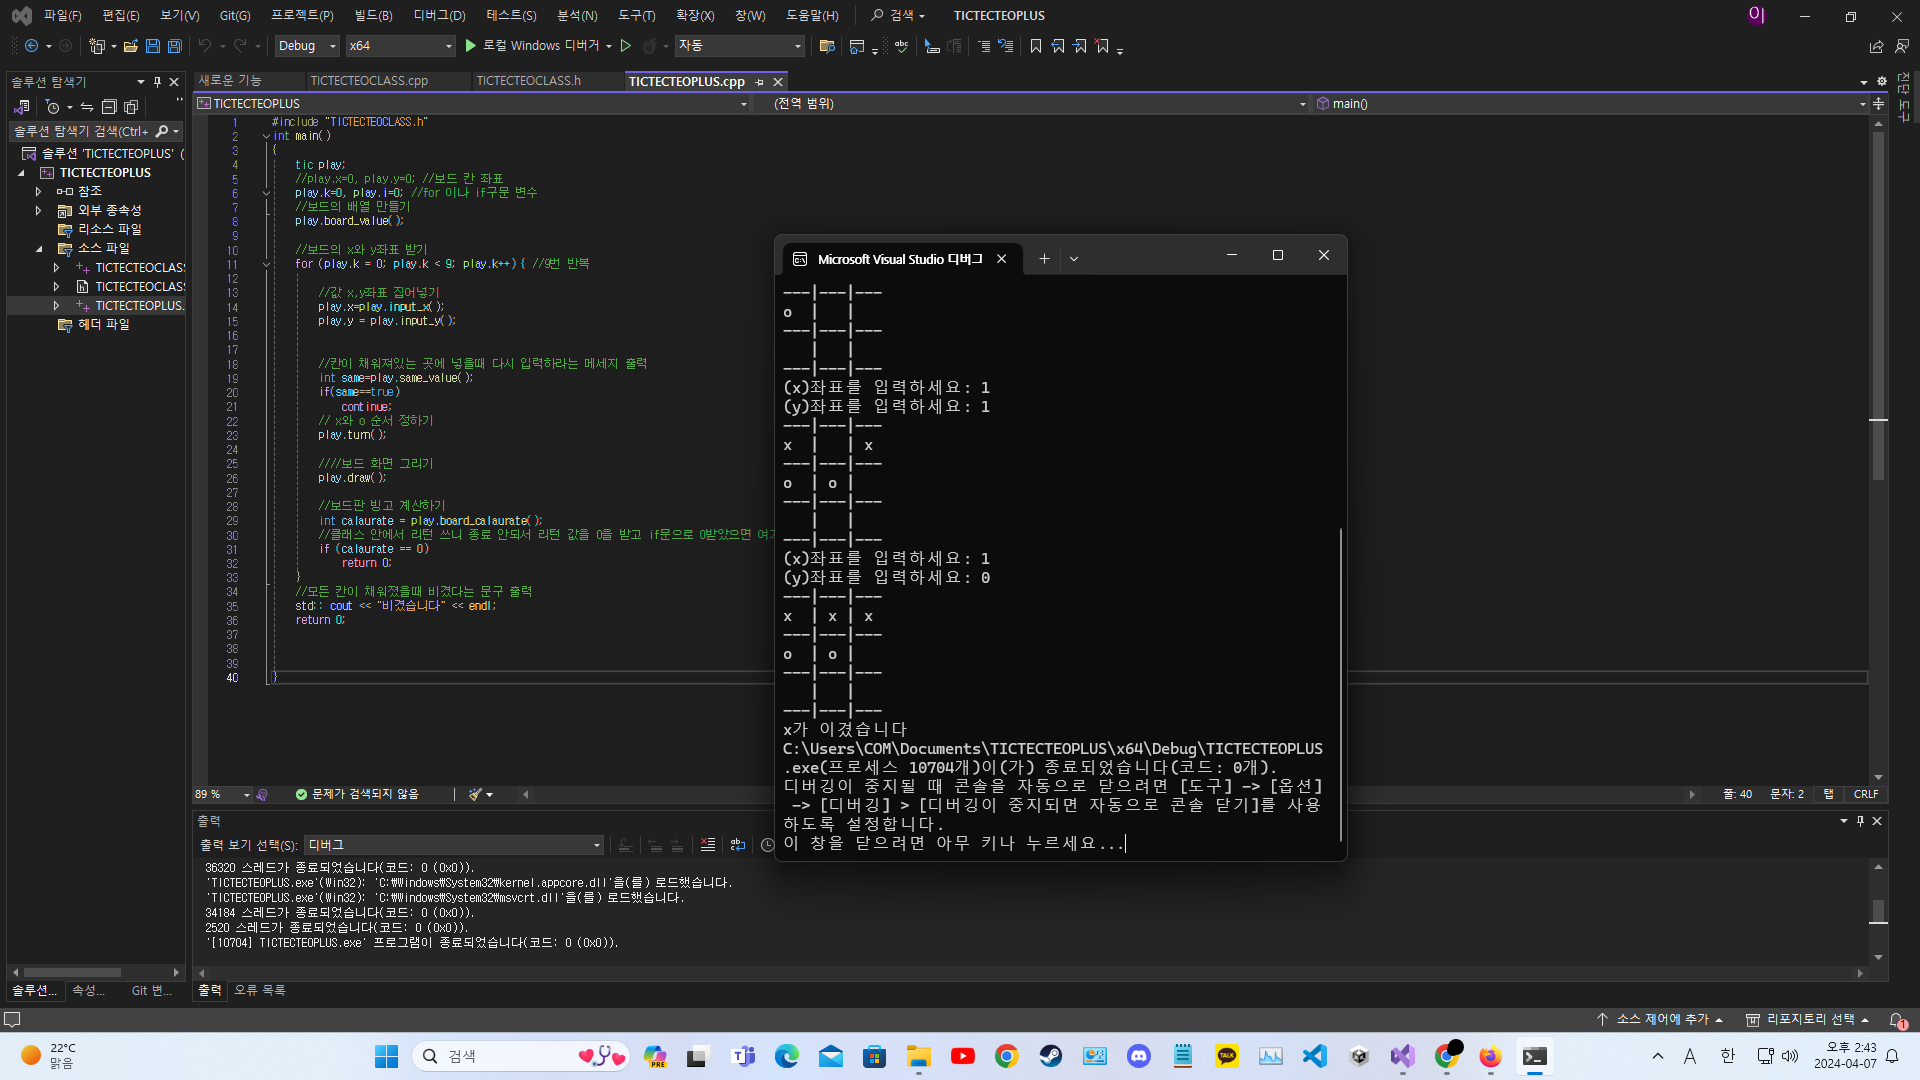 파일(F) 편집(E) 보기(V) Git(G) 프로젝트(P) 빌드(B) 디버그(D) 테스트(S) 분석(N) 도구(T) 확장(X) 창(W) 도움말(H) 검색 TICTECTEOPLUS
Debug x64 로컬 Windows 디버거 자동
솔루션 탐색기
새로운 기능 TICTECTEOCLASS.cpp TICTECTEOCLASS.h TICTECTEOPLUS.cpp
TICTECTEOPLUS (전역 범위) main()
솔루션 탐색기 검색(Ctrl+
솔루션 'TICTECTEOPLUS' (
TICTECTEOPLUS
참조
외부 종속성
리소스 파일
소스 파일
TICTECTEOCLASS
TICTECTEOCLASS
TICTECTEOPLUS.
헤더 파일
진단 도구
1 #include "TICTECTEOCLASS.h"
2 int main()
3 {
4 tic play;
5 //play.x=0, play.y=0; //보드 칸 좌표
6 play.k=0, play.i=0; //for 이나 if구문 변수
7 //보드의 배열 만들기
8 play.board_value();
9
10 //보드의 x와 y좌표 받기
11 for (play.k = 0; play.k < 9; play.k++) { //9번 반복
12
13 //값 x,y좌표 집어넣기
14 play.x=play.input_x();
15 play.y = play.input_y();
16
17
18 //칸이 채워져있는 곳에 넣을때 다시 입력하라는 메세지 출력
19 int same=play.same_value();
20 if(same==true)
21 continue;
22 // x와 o 순서 정하기
23 play.turn();
24
25 ////보드 화면 그리기
26 play.draw();
27
28 //보드판 빙고 계산하기
29 int calaurate = play.board_calaurate();
30 //클래스 안에서 리턴 쓰니 종료 안되서 리턴 값을 0을 받고 if문으로 0받았으면 여기
31 if (calaurate == 0)
32 return 0;
33 }
34 //모든 칸이 채워졌을때 비겼다는 문구 출력
35 std:: cout << "비겼습니다" << endl;
36 return 0;
37
38
39
40 }
Microsoft Visual Studio 디버그
---|---|---
o | |
---|---|---
| |
---|---|---
(x)좌표를 입력하세요: 1
(y)좌표를 입력하세요: 1
---|---|---
x | | x
---|---|---
o | o |
---|---|---
| |
---|---|---
(x)좌표를 입력하세요: 1
(y)좌표를 입력하세요: 0
---|---|---
x | x | x
---|---|---
o | o |
---|---|---
| |
---|---|---
x가 이겼습니다
C:\Users\COM\Documents\TICTECTEOPLUS\x64\Debug\TICTECTEOPLUS
.exe(프로세스 10704개)이(가) 종료되었습니다(코드: 0개).
디버깅이 중지될 때 콘솔을 자동으로 닫으려면 [도구] -> [옵션]
-> [디버깅] > [디버깅이 중지되면 자동으로 콘솔 닫기]를 사용
하도록 설정합니다.
이 창을 닫으려면 아무 키나 누르세요...
89 % 문제가 검색되지 않음 줄: 40 문자: 2 탭 CRLF
출력
출력 보기 선택(S): 디버그
36320 스레드가 종료되었습니다(코드: 0 (0x0)).
'TICTECTEOPLUS.exe'(Win32): 'C:₩Windows₩System32₩kernel.appcore.dll'을(를) 로드했습니다.
'TICTECTEOPLUS.exe'(Win32): 'C:₩Windows₩System32₩msvcrt.dll'을(를) 로드했습니다.
34184 스레드가 종료되었습니다(코드: 0 (0x0)).
2520 스레드가 종료되었습니다(코드: 0 (0x0)).
'[10704] TICTECTEOPLUS.exe' 프로그램이 종료되었습니다(코드: 0 (0x0)).
솔루션... 속성... Git 변... 출력 오류 목록
소스 제어에 추가 리포지토리 선택 1
22°C
맑음
검색
PRE
TALK
A 한
오후 2:43
2024-04-07